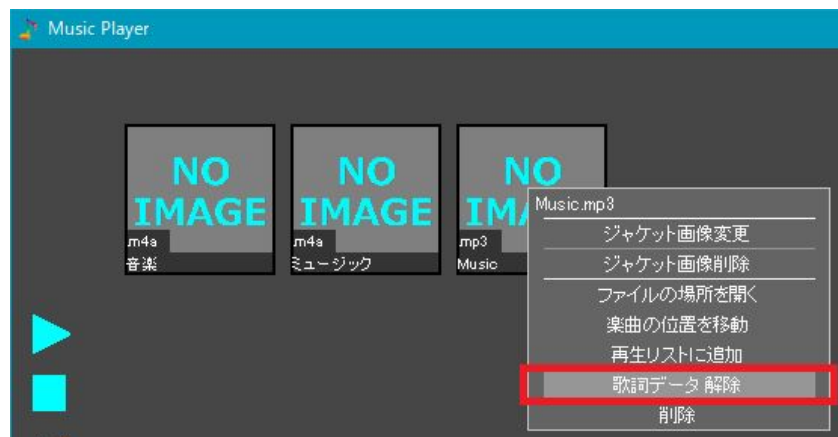 Music Player
NO
IMAGE
.m4a
音楽
NO
IMAGE
.m4a
ミュージック
NO
.mp3
Music
Music.mp3
ジャケット画像変更
ジャケット画像削除
ファイルの場所を開く
楽曲の位置を移動
再生リストに追加
歌詞データ 解除
削除